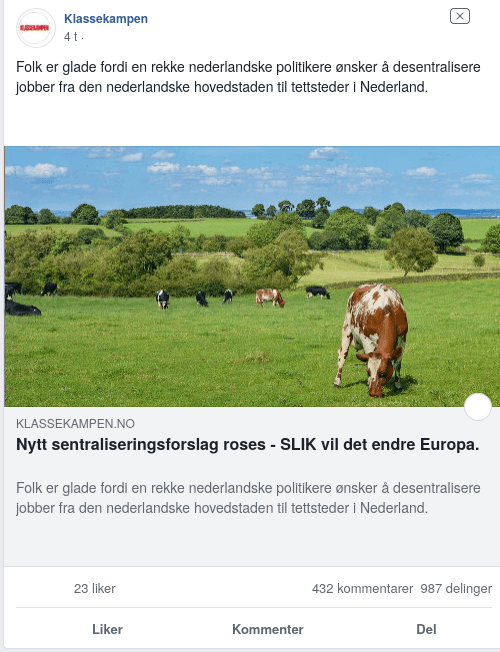 KLASSEKAMPEN
Klassekampen
4 t ·
Folk er glade fordi en rekke nederlandske politikere ønsker å desentralisere
jobber fra den nederlandske hovedstaden til tettsteder i Nederland.
KLASSEKAMPEN.NO
Nytt sentraliseringsforslag roses - SLIK vil det endre Europa.
Folk er glade fordi en rekke nederlandske politikere ønsker å desentralisere
jobber fra den nederlandske hovedstaden til tettsteder i Nederland.
23 liker 432 kommentarer 987 delinger
Liker Kommenter Del